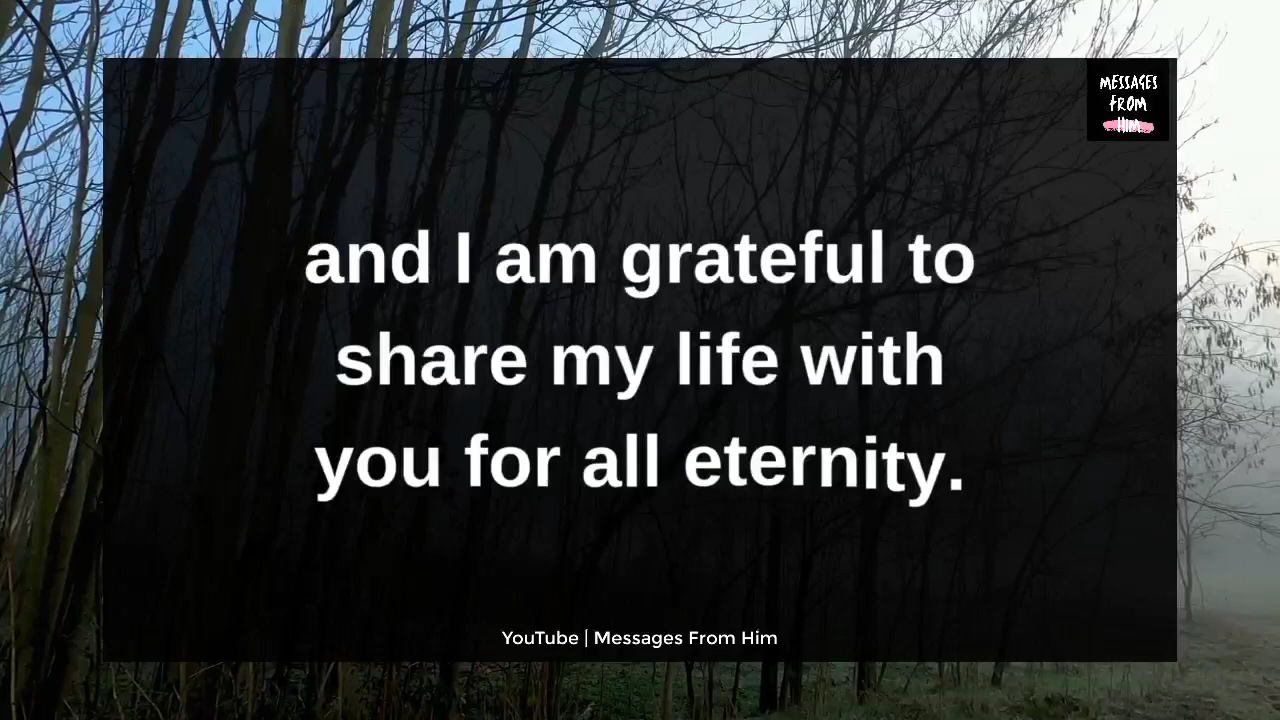 MESSAGES
FROM
HIM
and I am grateful to
share my life with
you for all eternity.
YouTube | Messages From Him